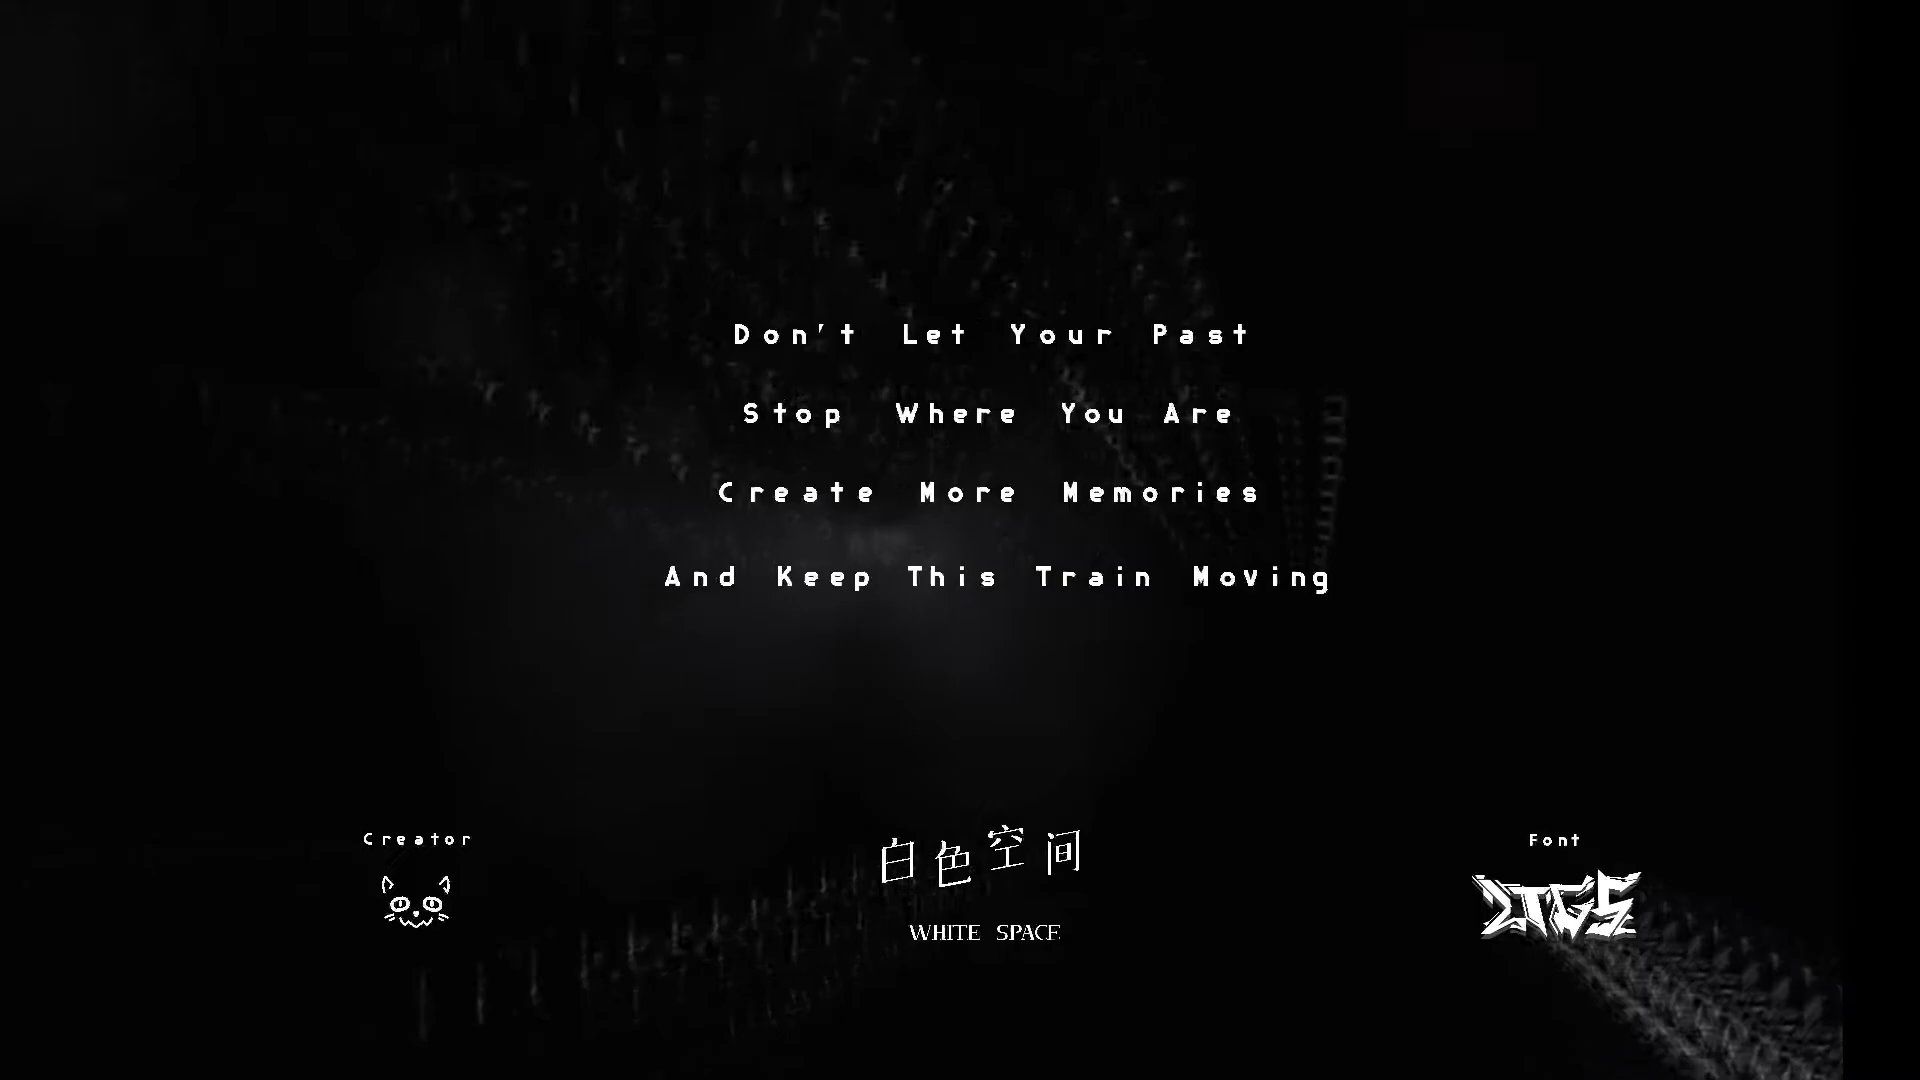 Don't Let Your Past
Stop Where You Are
Create More Memories
And Keep This Train Moving
Creator
白色空间
WHITE SPACE
Font